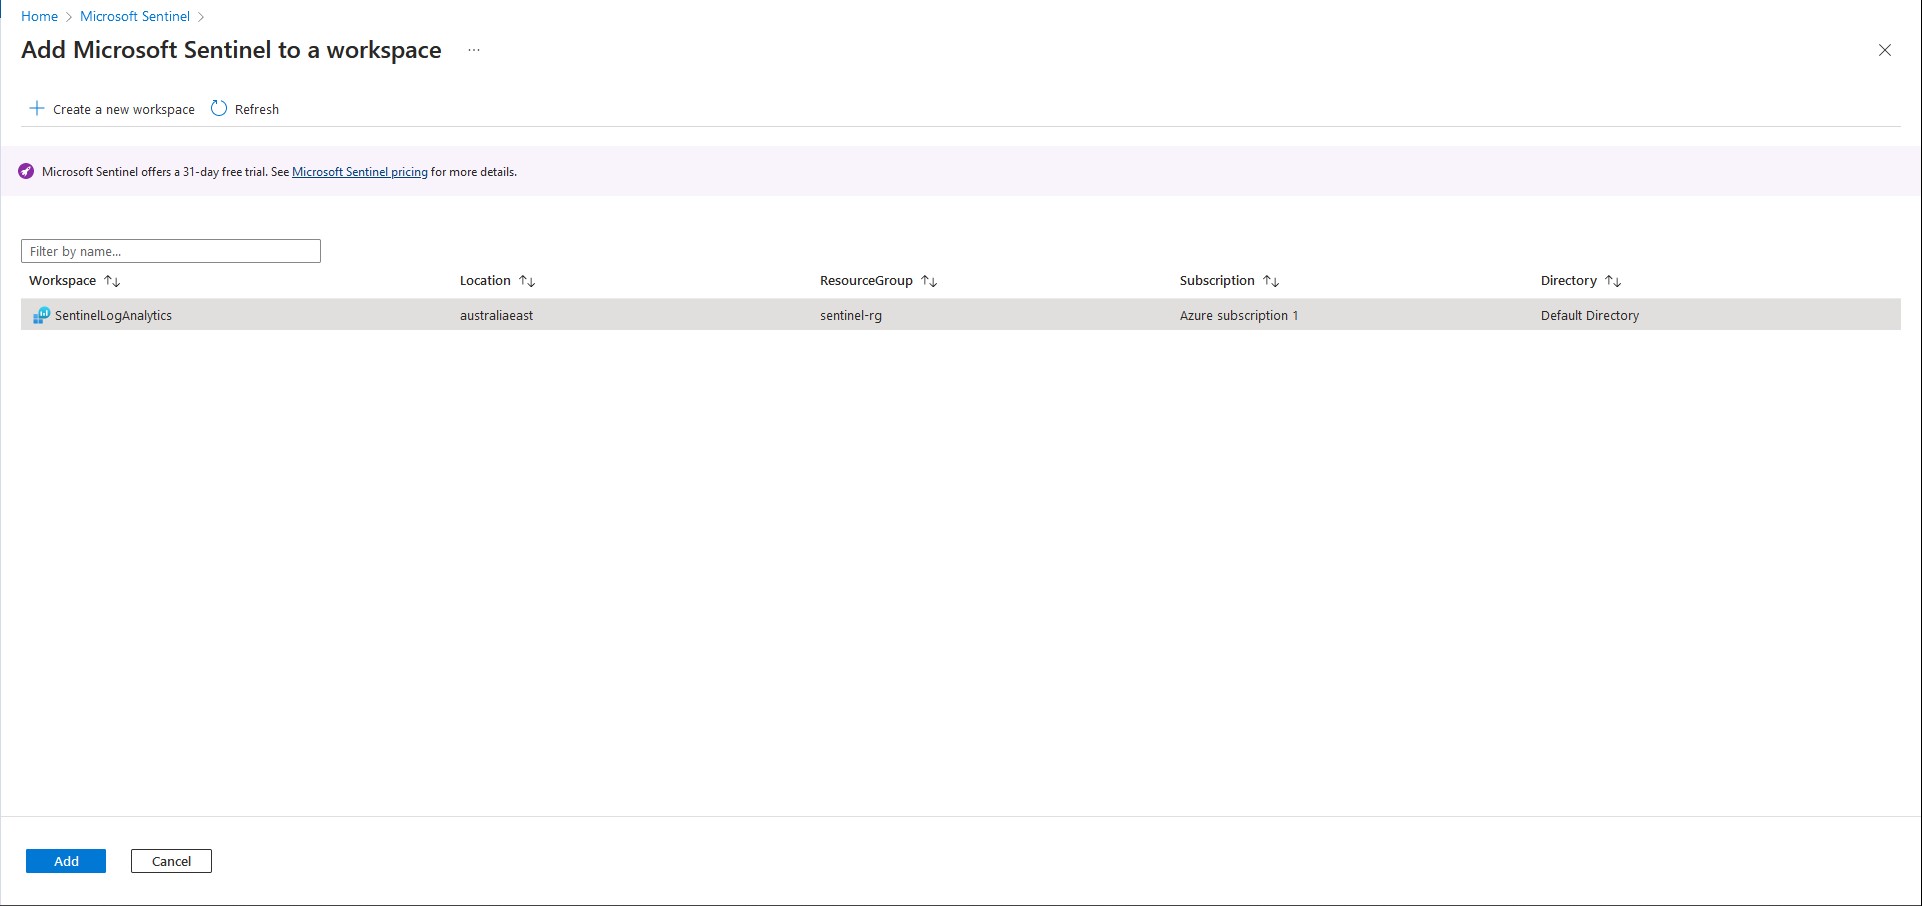 Home > Microsoft Sentinel >
Add Microsoft Sentinel to a workspace ...
Create a new workspace Refresh
Microsoft Sentinel offers a 31-day free trial. See Microsoft Sentinel pricing for more details.
Filter by name...
Workspace ↑↓ Location ↑↓ ResourceGroup ↑↓ Subscription ↑↓ Directory ↑↓
SentinelLogAnalytics australiaeast sentinel-rg Azure subscription 1 Default Directory
Add Cancel